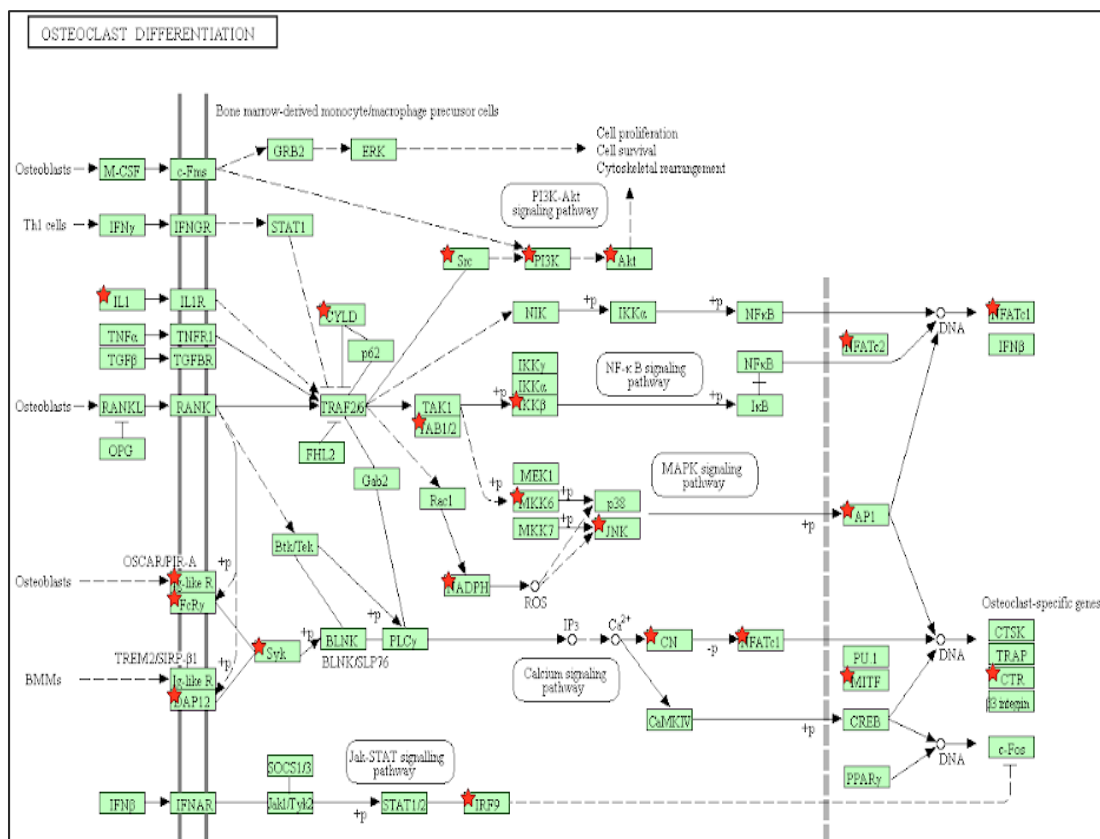 OSTEOCLAST DIFFERENTIATION
Bone marrow-derived monocyte/macrophage precursor cells
Osteoblasts
M-CSF
c-Fms
GRB2
ERK
Cell proliferation
Cell survival
Cytoskeletal rearrangement
PI3K-Akt
signaling pathway
Th1 cells
IFNγ
IFNGR
STAT1
Src
PI3K
Akt
IL1
IL1R
CYLD
NIK
+p
IKKα
+p
NFκB
DNA
NFATc1
TNFα
TNFR1
p62
NFATc2
IFNβ
TGFβ
TGFBR
IKKγ
IKKα
IKKβ
NF-κB signaling
pathway
NFκB
Osteoblasts
RANKL
RANK
TRAF2/6
TAK1
TAB1/2
+p
+p
IκB
OPG
FHL2
Gab2
Rac1
MEK1
MKK6
+p
+p
p38
MAPK signaling
pathway
MKK7
+p
JNK
+p
AP1
Btk/Tek
OSCAR/PIR-A
+p
Osteoblasts
Ig-like R
FcRγ
NADPH
ROS
Osteoclast-specific genes
Syk
+p
BLNK
BLNK/SLP76
+p
PLCγ
IP3
Ca2+
CN
-p
NFATc1
DNA
CTSK
TRAP
CTR
β3 integrin
TREM2/SIRP-β1
+p
BMMs
Ig-like R
DAP12
Calcium signaling
pathway
PU.1
MITF
CaMKIV
+p
CREB
DNA
c-Fos
PPARγ
Jak-STAT signalling
pathway
SOCS1/3
IFNβ
IFNAR
Jak1/Tyk2
+p
STAT1/2
IRF9